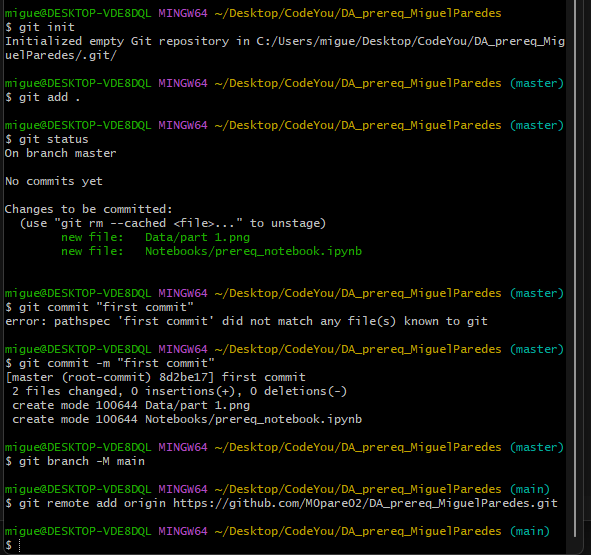 migue@DESKTOP-VDE8DQL MINGW64 ~/Desktop/CodeYou/DA_prereq_MiguelParedes
$ git init
Initialized empty Git repository in C:/Users/migue/Desktop/CodeYou/DA_prereq_Mig
uelParedes/.git/
migue@DESKTOP-VDE8DQL MINGW64 ~/Desktop/CodeYou/DA_prereq_MiguelParedes (master)
$ git add .
migue@DESKTOP-VDE8DQL MINGW64 ~/Desktop/CodeYou/DA_prereq_MiguelParedes (master)
$ git status
On branch master
No commits yet
Changes to be committed:
  (use "git rm --cached <file>..." to unstage)
        new file:   Data/part 1.png
        new file:   Notebooks/prereq_notebook.ipynb
migue@DESKTOP-VDE8DQL MINGW64 ~/Desktop/CodeYou/DA_prereq_MiguelParedes (master)
$ git commit "first commit"
error: pathspec 'first commit' did not match any file(s) known to git
migue@DESKTOP-VDE8DQL MINGW64 ~/Desktop/CodeYou/DA_prereq_MiguelParedes (master)
$ git commit -m "first commit"
[master (root-commit) 8d2be17] first commit
 2 files changed, 0 insertions(+), 0 deletions(-)
 create mode 100644 Data/part 1.png
 create mode 100644 Notebooks/prereq_notebook.ipynb
migue@DESKTOP-VDE8DQL MINGW64 ~/Desktop/CodeYou/DA_prereq_MiguelParedes (master)
$ git branch -M main
migue@DESKTOP-VDE8DQL MINGW64 ~/Desktop/CodeYou/DA_prereq_MiguelParedes (main)
$ git remote add origin https://github.com/M0pare02/DA_prereq_MiguelParedes.git
migue@DESKTOP-VDE8DQL MINGW64 ~/Desktop/CodeYou/DA_prereq_MiguelParedes (main)
$